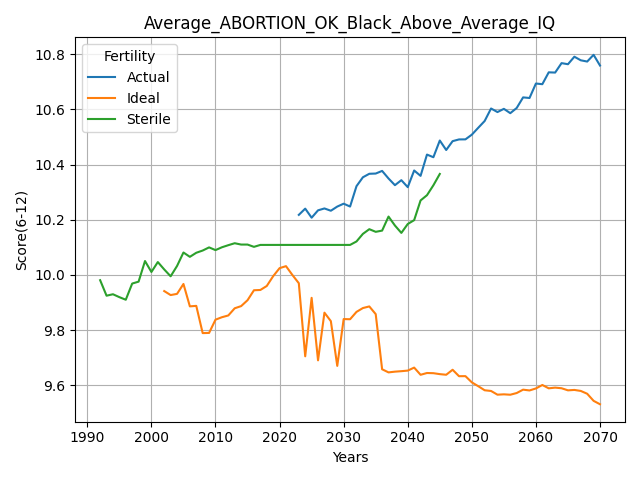 Average_ABORTION_OK_Black_Above_Average_IQ
Fertility
Actual
Ideal
Sterile
Score(6-12)
10.8
10.6
10.4
10.2
10.0
9.8
9.6
1990 2000 2010 2020 2030 2040 2050 2060 2070
Years